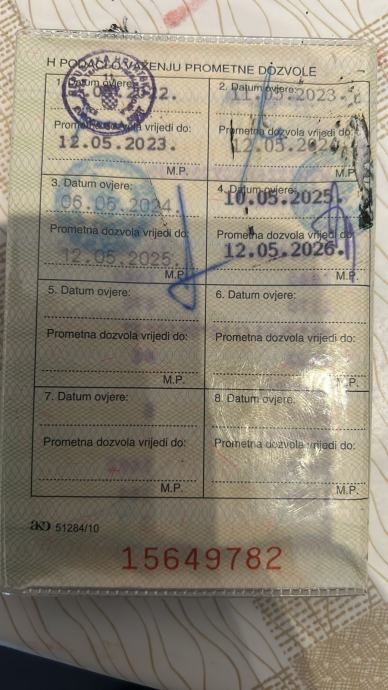 H PODACI O VAŽENJU PROMETNE DOZVOLE
1. Datum ovjere:
Prometna dozvola vrijedi do:
12.05.2023.
M.P.
2. Datum ovjere:
11.05.2023.
Prometna dozvola vrijedi do:
12.05.2024.
M.P.
3. Datum ovjere:
06.05.2024.
Prometna dozvola vrijedi do:
12.05.2025.
M.P.
4. Datum ovjere:
10.05.2025.
Prometna dozvola vrijedi do:
12.05.2026.
M.P.
5. Datum ovjere:
Prometna dozvola vrijedi do:
M.P.
6. Datum ovjere:
Prometna dozvola vrijedi do:
M.P.
7. Datum ovjere:
Prometna dozvola vrijedi do:
M.P.
8. Datum ovjere:
Prometna dozvola vrijedi do:
M.P.
AKD 51284/10
15649782